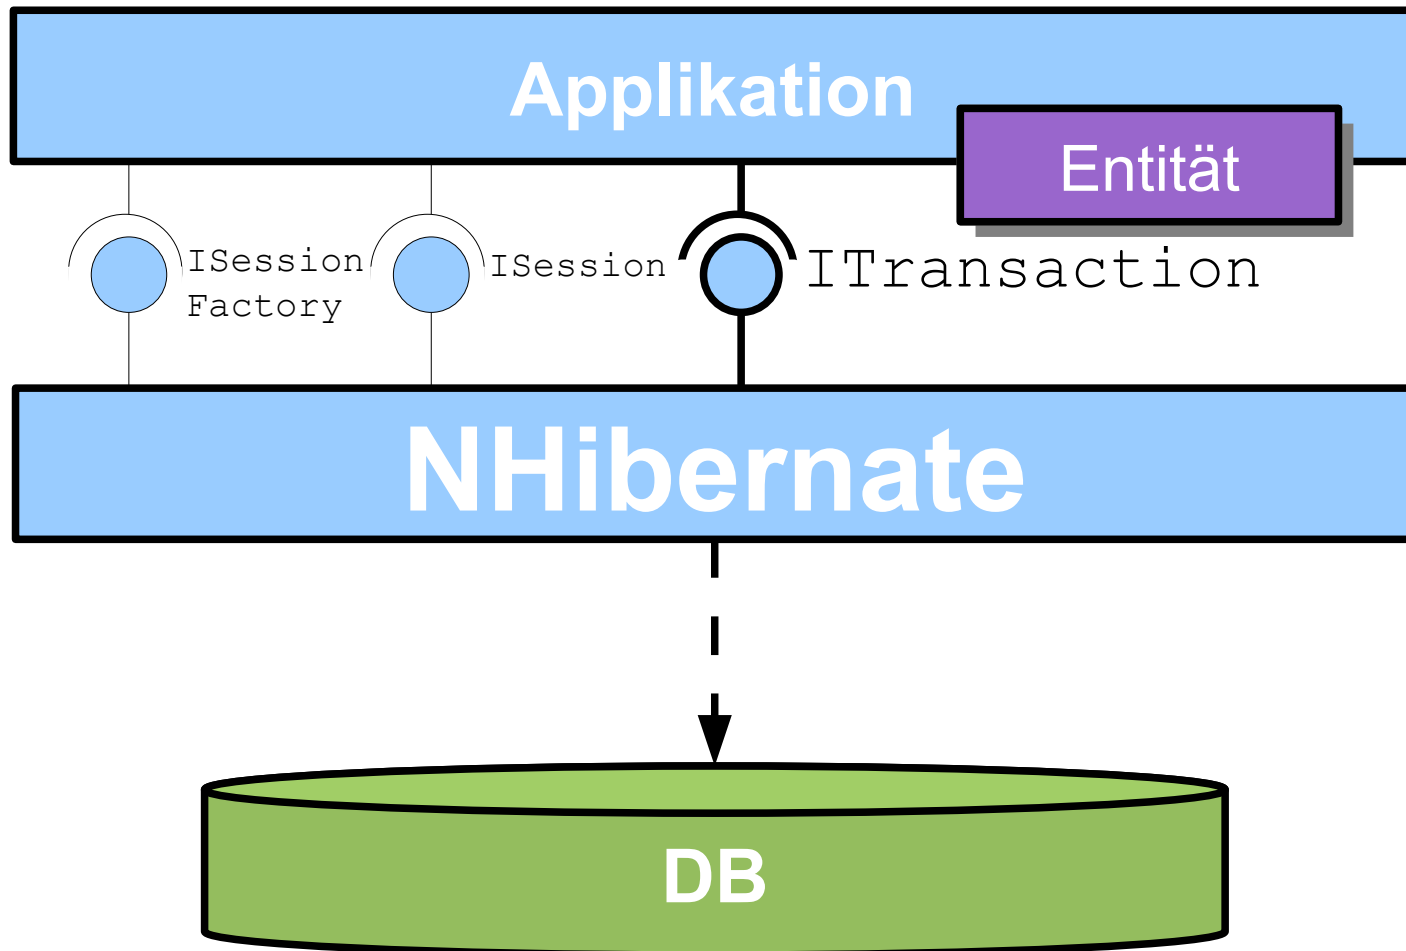 Applikation
Entität
ISession
Factory
ISession
ITransaction
NHibernate
DB